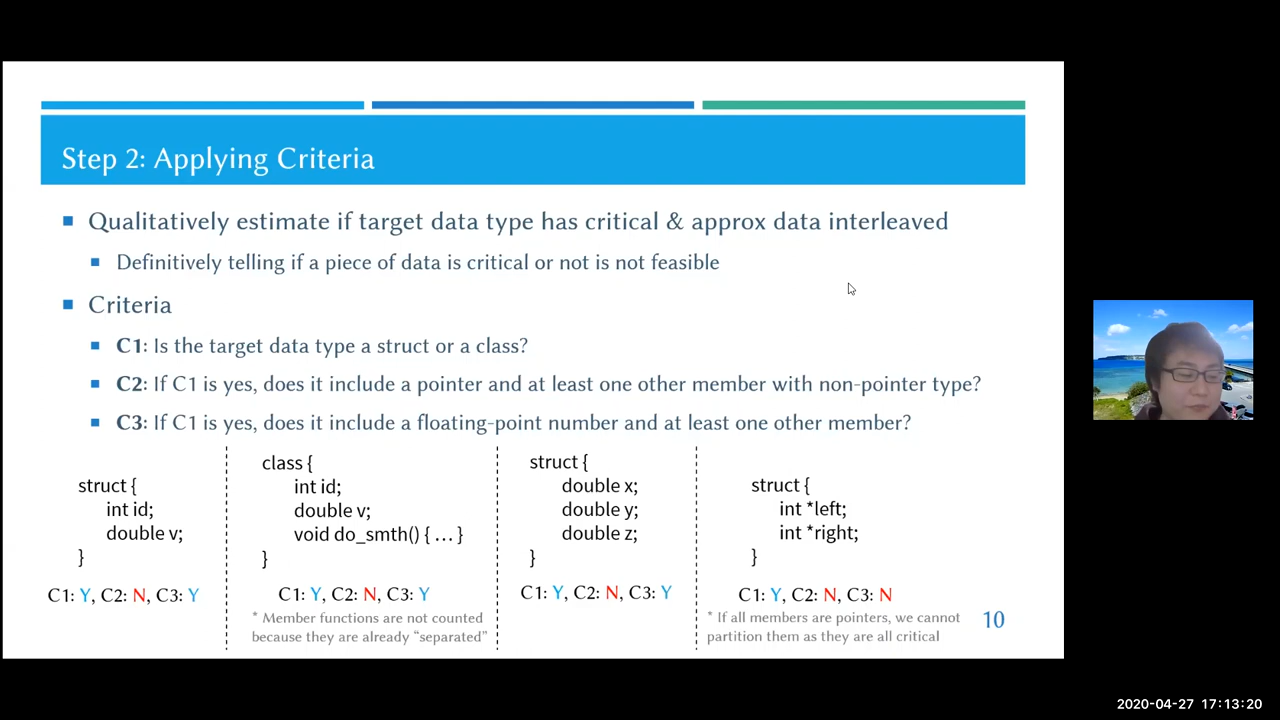 Step 2: Applying Criteria
Qualitatively estimate if target data type has critical & approx data interleaved
Definitively telling if a piece of data is critical or not is not feasible
Criteria
C1: Is the target data type a struct or a class?
C2: If C1 is yes, does it include a pointer and at least one other member with non-pointer type?
C3: If C1 is yes, does it include a floating-point number and at least one other member?
struct {
int id;
double v;
}
C1: Y, C2: N, C3: Y
class {
int id;
double v;
void do_smth() { ... }
}
C1: Y, C2: N, C3: Y
* Member functions are not counted
because they are already “separated”
struct {
double x;
double y;
double z;
}
C1: Y, C2: N, C3: Y
struct {
int *left;
int *right;
}
C1: Y, C2: N, C3: N
* If all members are pointers, we cannot
partition them as they are all critical
10
2020-04-27 17:13:20